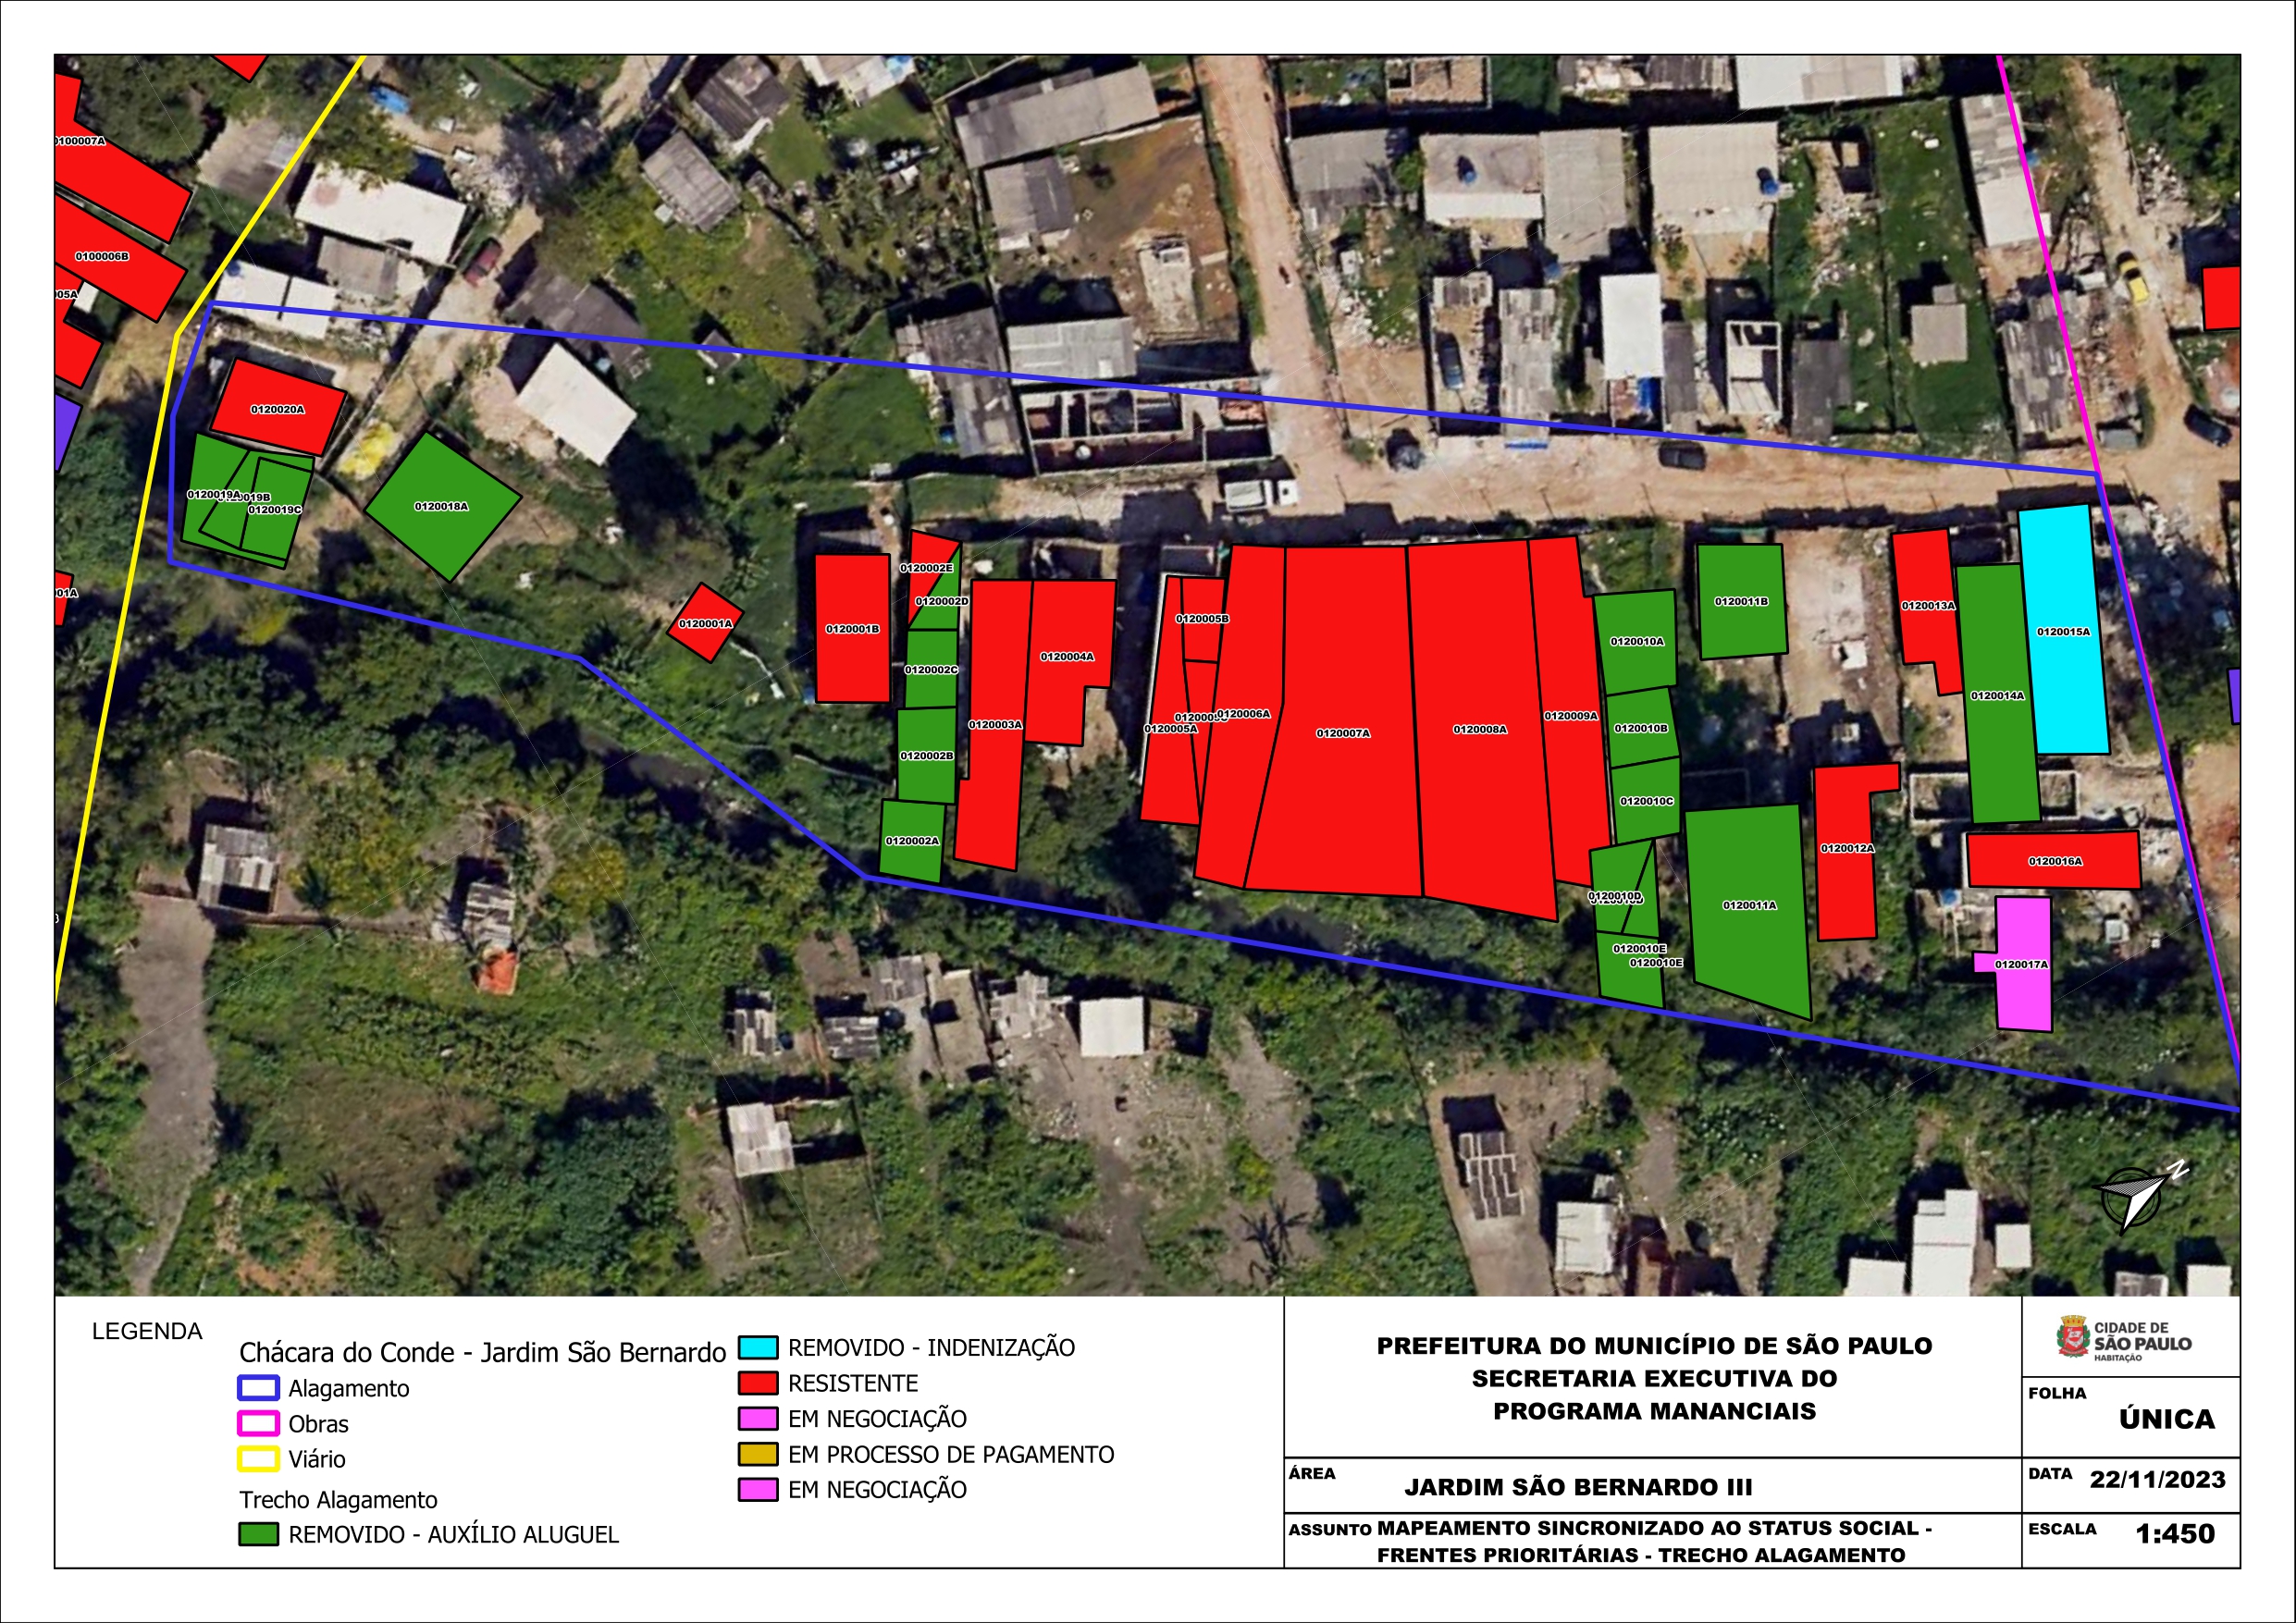 0100007A
0100006B
05A
01A
0120020A
0120019A
0120019B
0120019C
0120018A
0120001A
0120001B
0120002E
0120002D
0120002C
0120002B
0120002A
0120003A
0120004A
0120005B
0120005A
0120006A
0120007A
0120008A
0120009A
0120010A
0120010B
0120010C
0120010D
0120010E
0120010E
0120011B
0120011A
0120012A
0120013A
0120014A
0120015A
0120016A
0120017A
N
LEGENDA
Chácara do Conde - Jardim São Bernardo
Alagamento
Obras
Viário
Trecho Alagamento
REMOVIDO - AUXÍLIO ALUGUEL
REMOVIDO - INDENIZAÇÃO
RESISTENTE
EM NEGOCIAÇÃO
EM PROCESSO DE PAGAMENTO
EM NEGOCIAÇÃO
PREFEITURA DO MUNICÍPIO DE SÃO PAULO
SECRETARIA EXECUTIVA DO
PROGRAMA MANANCIAIS
ÁREA
JARDIM SÃO BERNARDO III
ASSUNTO MAPEAMENTO SINCRONIZADO AO STATUS SOCIAL -
FRENTES PRIORITÁRIAS - TRECHO ALAGAMENTO
CIDADE DE
SÃO PAULO
HABITAÇÃO
FOLHA
ÚNICA
DATA 22/11/2023
ESCALA 1:450